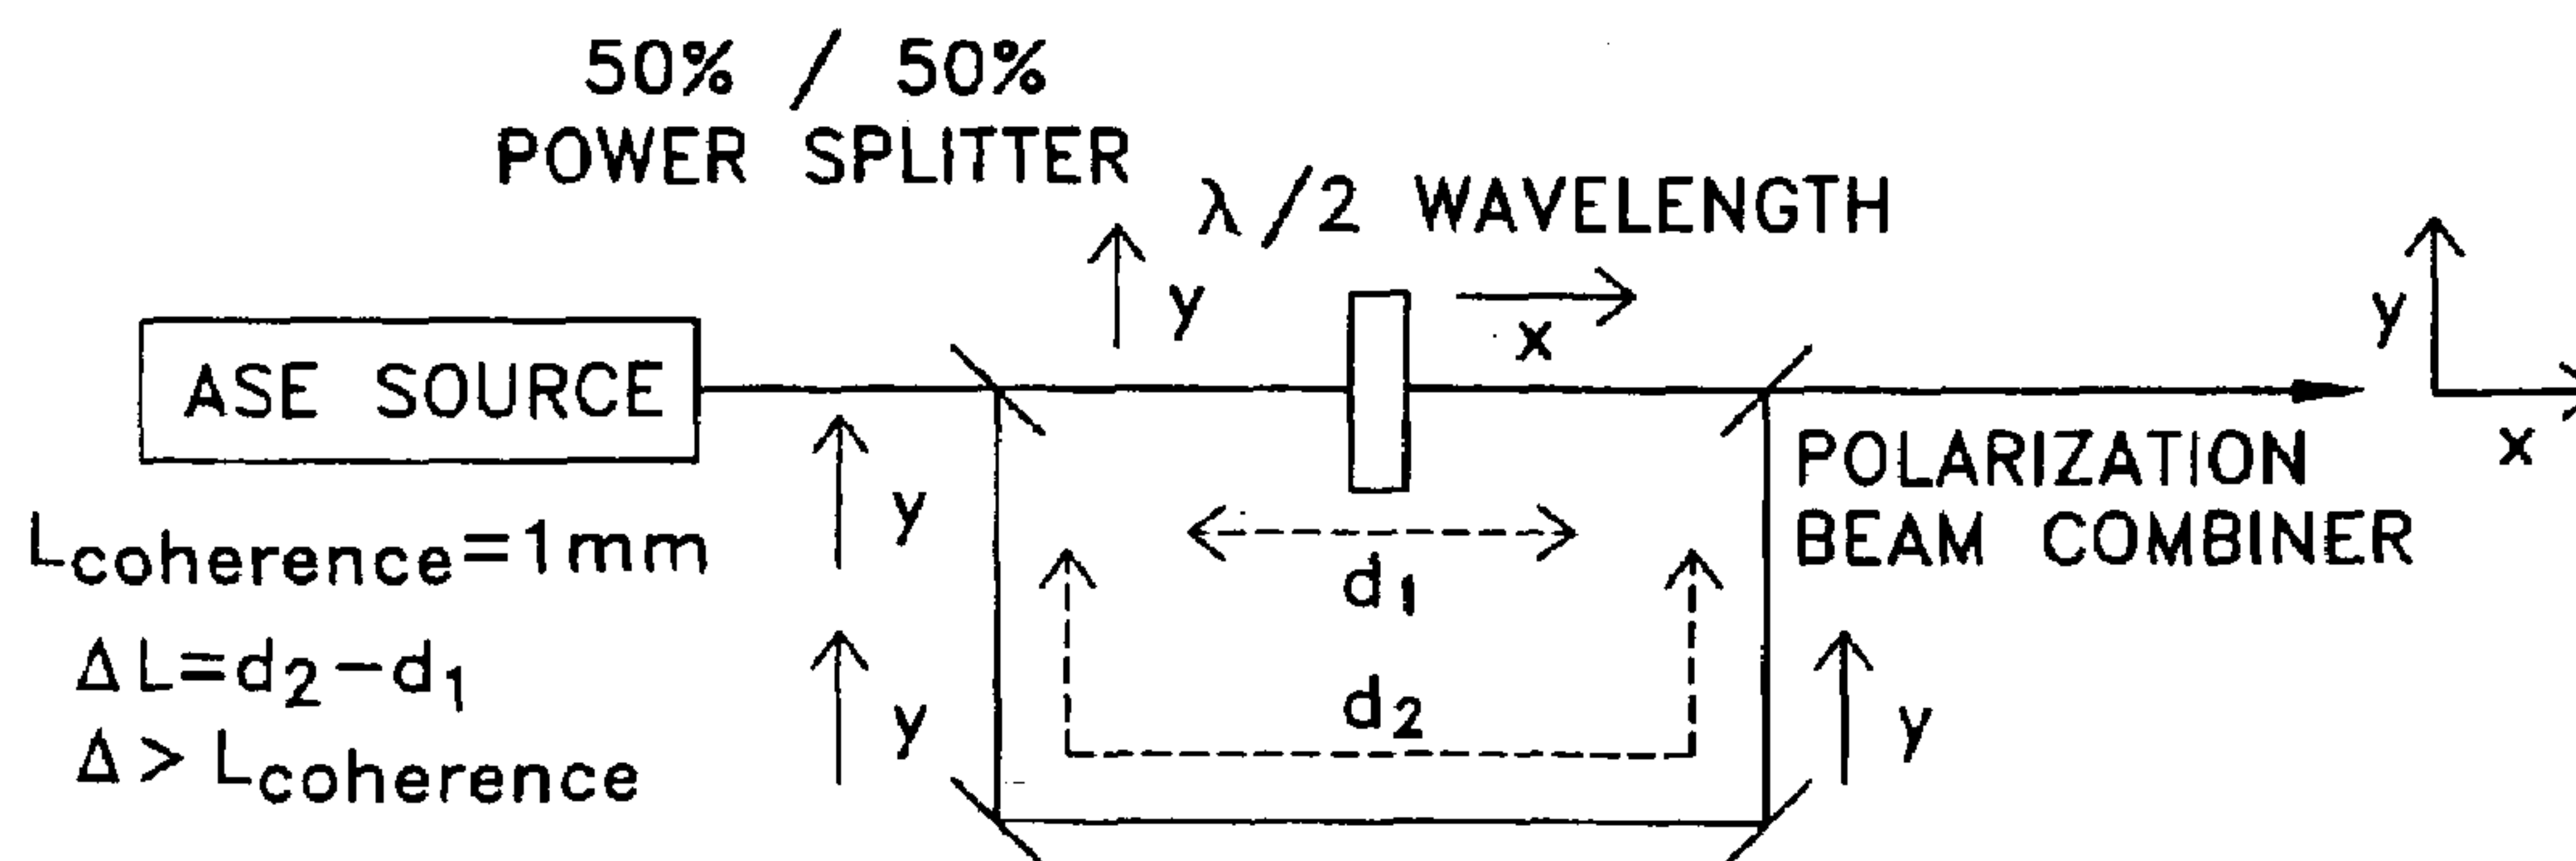 50% / 50%
POWER SPLITTER
λ/2 WAVELENGTH
y
x
y
ASE SOURCE
x
POLARIZATION
BEAM COMBINER
y
Lcoherence=1mm
d1
ΔL=d2-d1
d2
y
y
Δ> Lcoherence